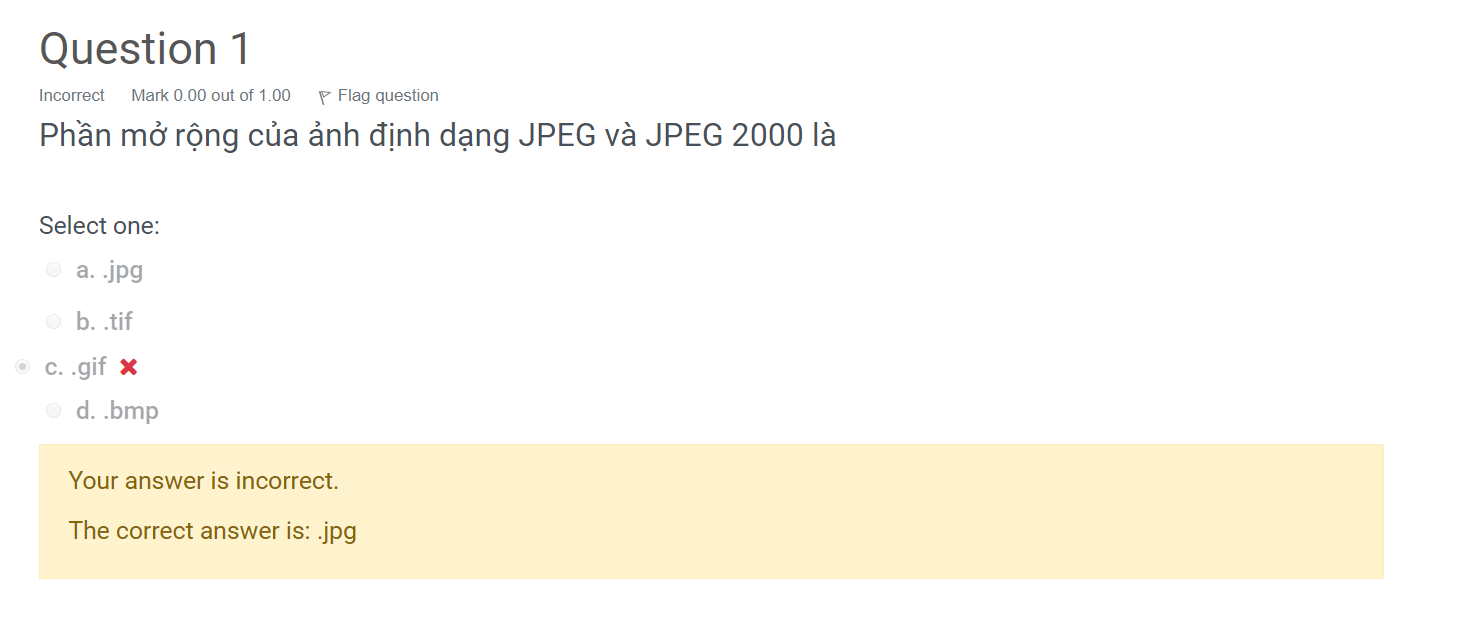 Question 1
Incorrect Mark 0.00 out of 1.00 Flag question
Phần mở rộng của ảnh định dạng JPEG và JPEG 2000 là
Select one:
a. .jpg
b. .tif
c. .gif
d. .bmp
Your answer is incorrect.
The correct answer is: .jpg